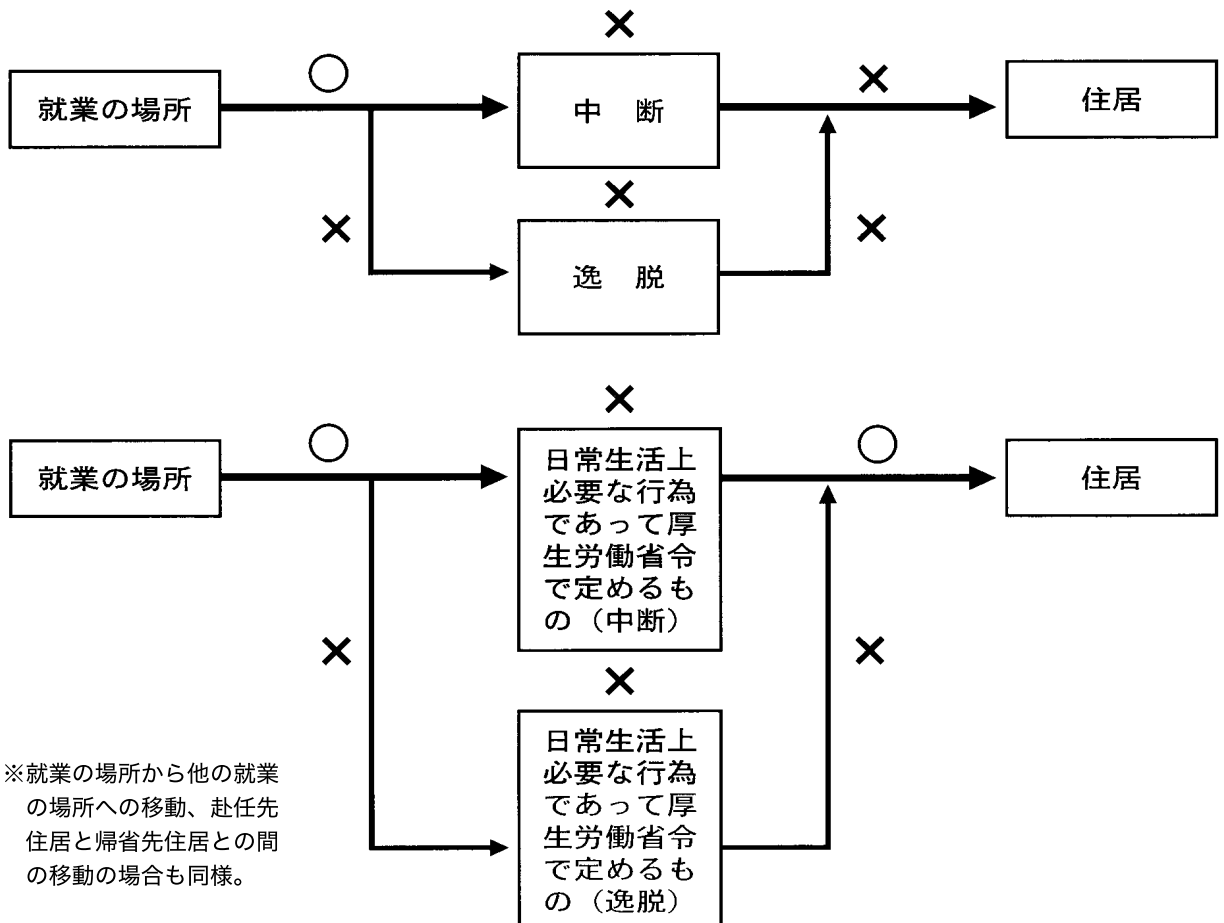 ×
○
×
就業の場所
中 断
住居
×
×
×
逸 脱
×
○
○
就業の場所
日常生活上
必要な行為
であって厚
生労働省令
で定めるも
の（中断）
住居
×
×
×
日常生活上
必要な行為
であって厚
生労働省令
で定めるも
の（逸脱）
※就業の場所から他の就業
の場所への移動、赴任先
住居と帰省先住居との間
の移動の場合も同様。